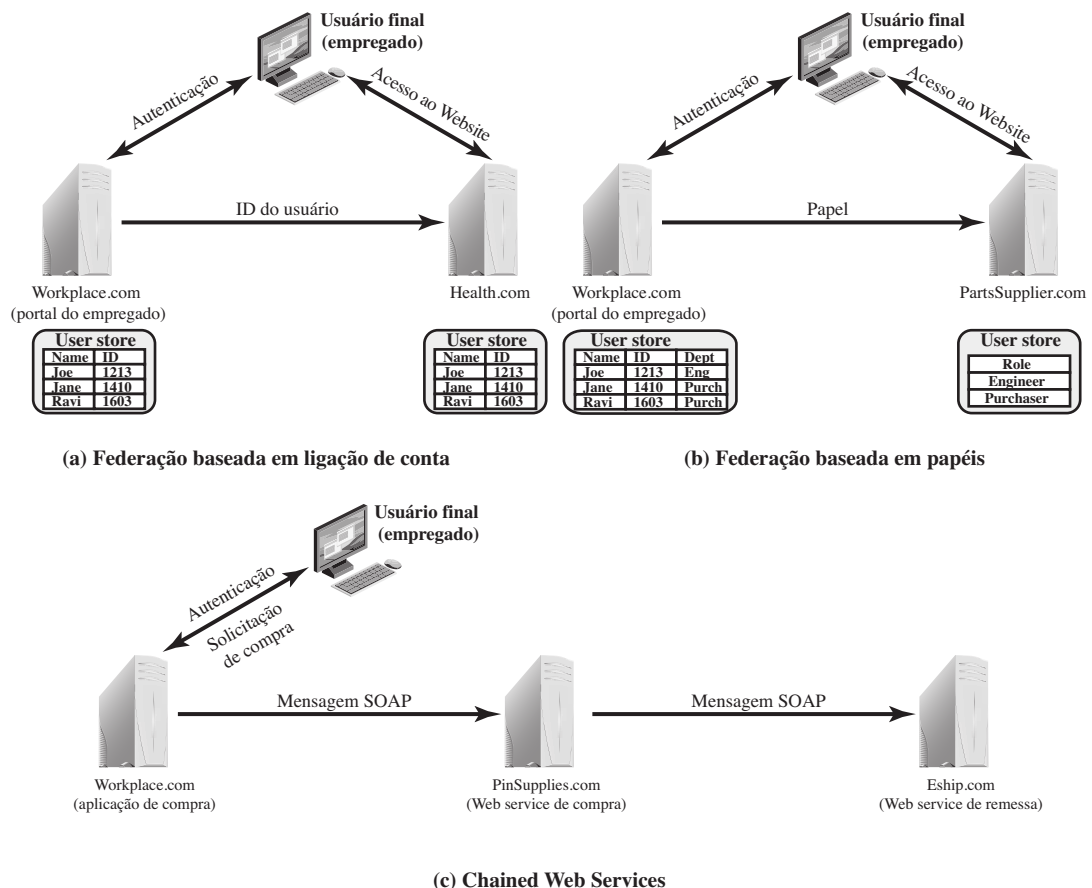 Usuário final
(empregado)
Autenticação
Acesso ao Website
ID do usuário
Workplace.com
(portal do empregado)
Health.com
User store
Name ID
Joe 1213
Jane 1410
Ravi 1603
User store
Name ID
Joe 1213
Jane 1410
Ravi 1603
(a) Federação baseada em ligação de conta
Usuário final
(empregado)
Autenticação
Acesso ao Website
Papel
Workplace.com
(portal do empregado)
PartsSupplier.com
User store
Name ID Dept
Joe 1213 Eng
Jane 1410 Purch
Ravi 1603 Purch
User store
Role
Engineer
Purchaser
(b) Federação baseada em papéis
Usuário final
(empregado)
Autenticação
Solicitação
de compra
Mensagem SOAP
Mensagem SOAP
Workplace.com
(aplicação de compra)
PinSupplies.com
(Web service de compra)
Eship.com
(Web service de remessa)
(c) Chained Web Services